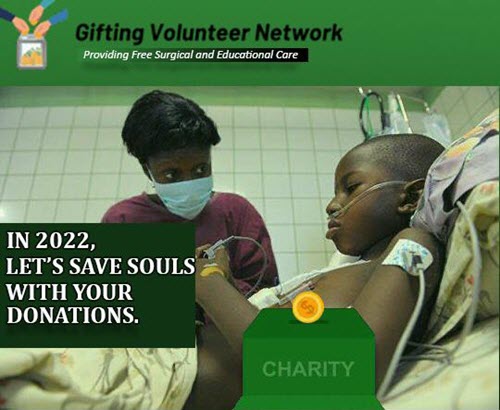 Gifting Volunteer Network
Providing Free Surgical and Educational Care
IN 2022,
LET'S SAVE SOULS
WITH YOUR
DONATIONS.
CHARITY